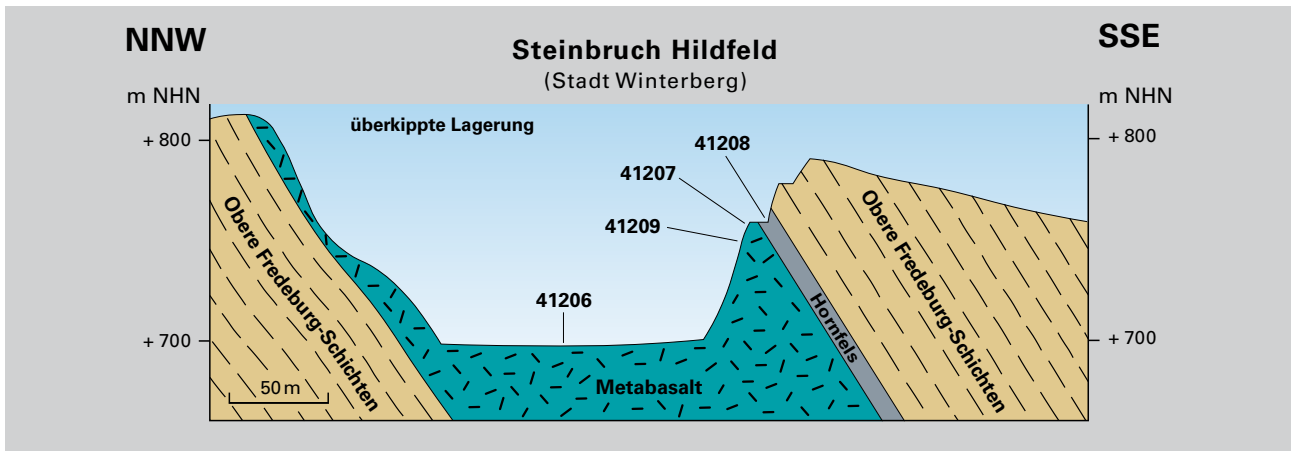 NNW
Steinbruch Hildfeld
SSE
(Stadt Winterberg)
m NHN
m NHN
überkippte Lagerung
+ 800
+ 800
41208
41207
41209
Obere Fredeburg-Schichten
Obere Fredeburg-Schichten
41206
Hornfels
+ 700
+ 700
50 m
Metabasalt